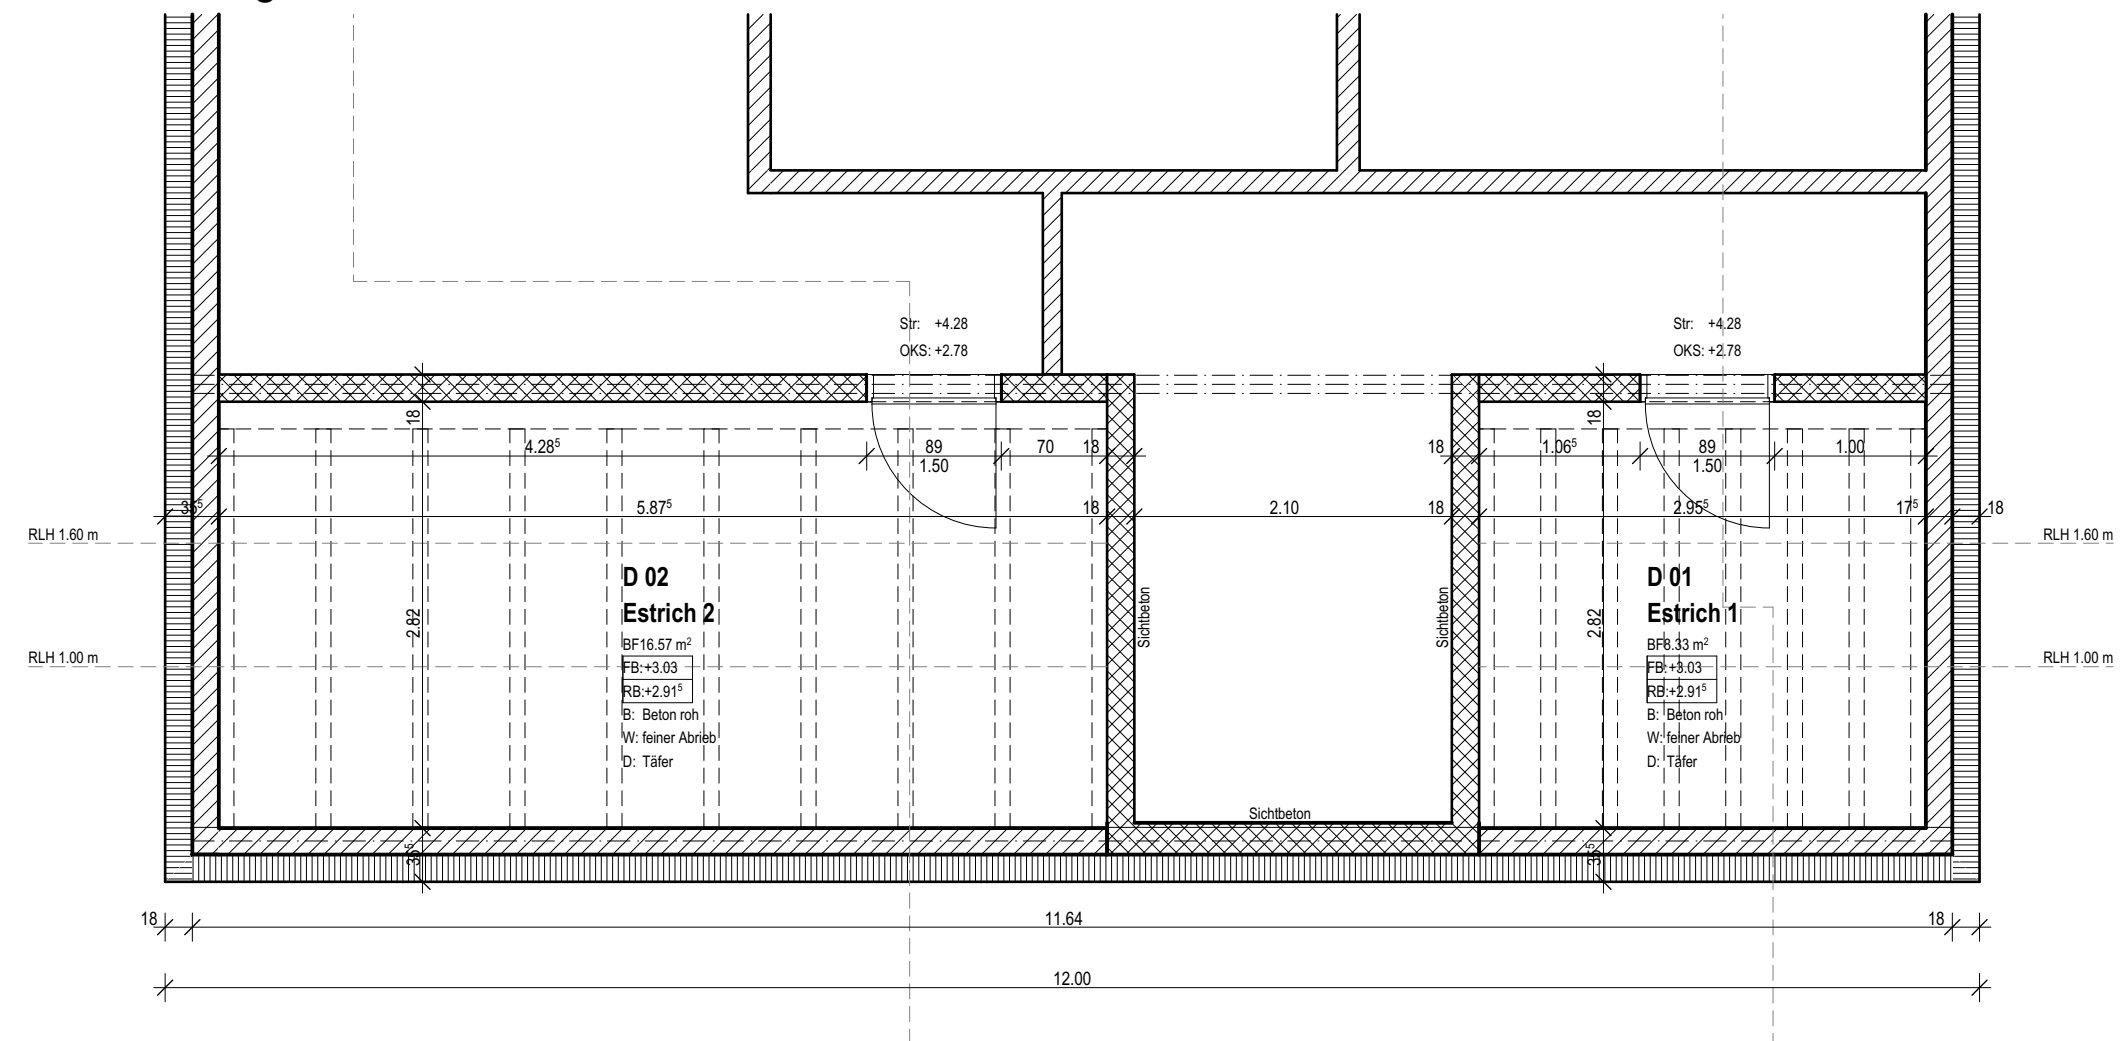 g
Str: +4.28
OKS: +2.78
Str: +4.28
OKS: +2.78
18
18
4.28⁵
89
1.50
70
18
18
1.06⁵
89
1.50
1.00
35⁵
5.87⁵
18
2.10
18
2.95⁵
17⁵
18
RLH 1.60 m
RLH 1.60 m
D 02
Estrich 2
BF16.57 m²
FB:+3.03
RB:+2.91⁵
B: Beton roh
W: feiner Abrieb
D: Täfer
2.82
Sichtbeton
Sichtbeton
2.82
D 01
Estrich 1
BF8.33 m²
FB:+3.03
RB:+2.91⁵
B: Beton roh
W: feiner Abrieb
D: Täfer
RLH 1.00 m
RLH 1.00 m
Sichtbeton
35⁵
35⁵
18
11.64
18
12.00